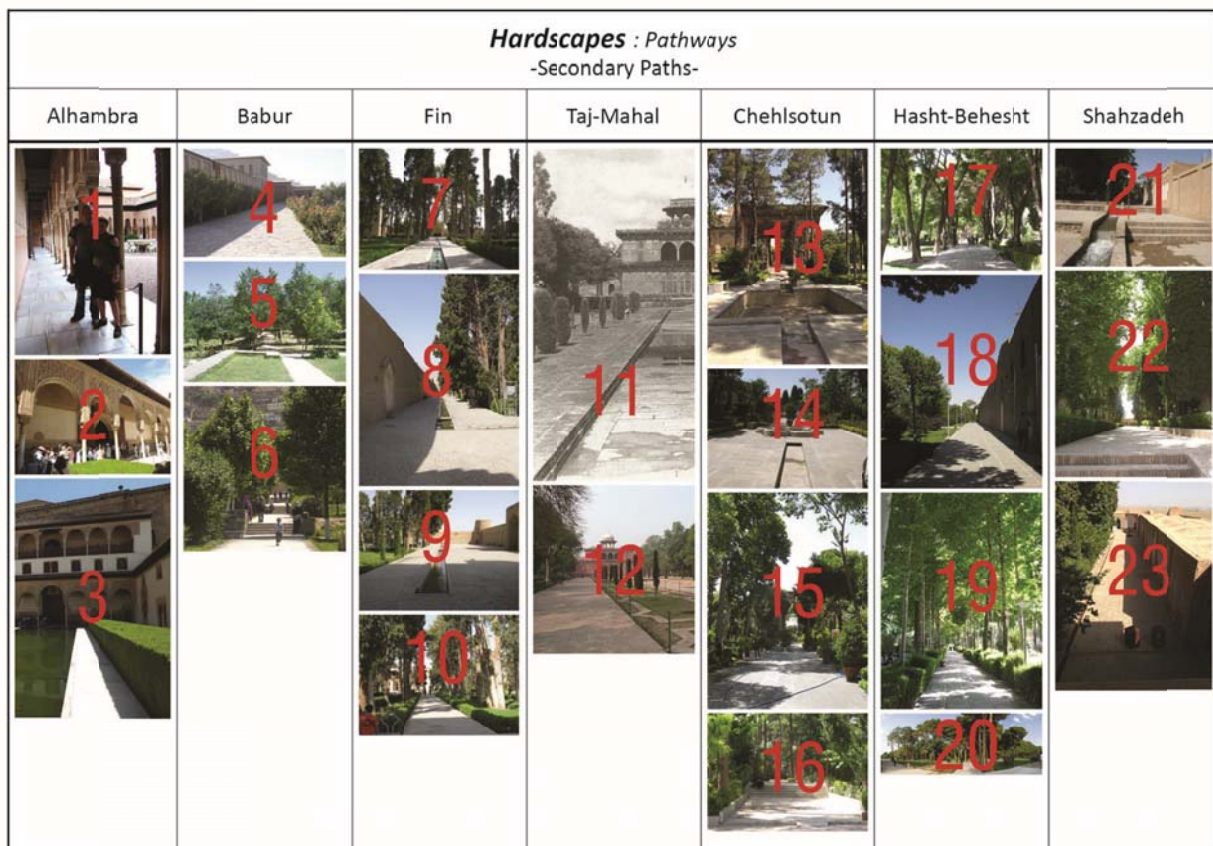 Hardscapes : Pathways
-Secondary Paths-
Alhambra Babur Fin Taj-Mahal Chehlsotun Hasht-Behesht Shahzadeh
1 4 7 11 13 17 21
2 5 8 12 14 18 22
3 6 9 15 19 23
10 16 20